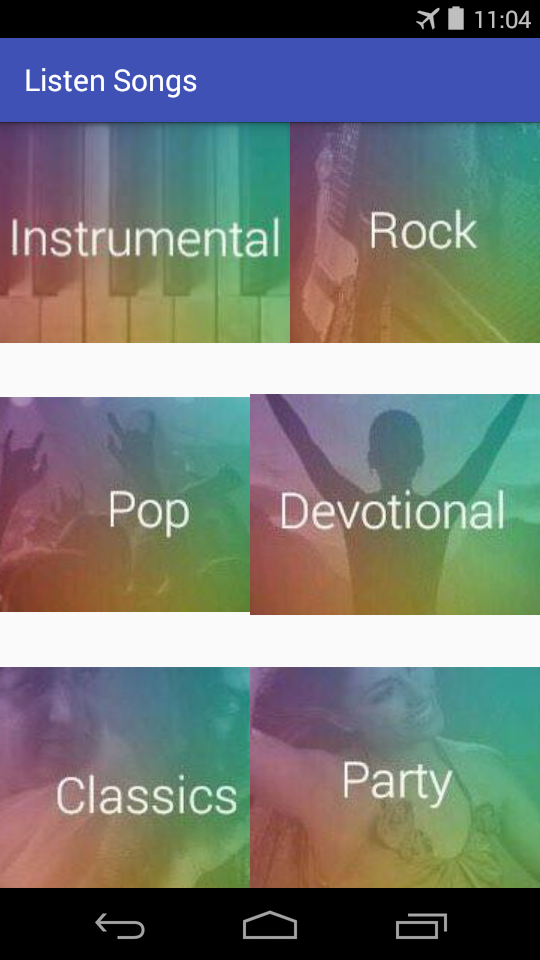 11:04
Listen Songs
Instrumental
Rock
Pop
Devotional
Classics
Party